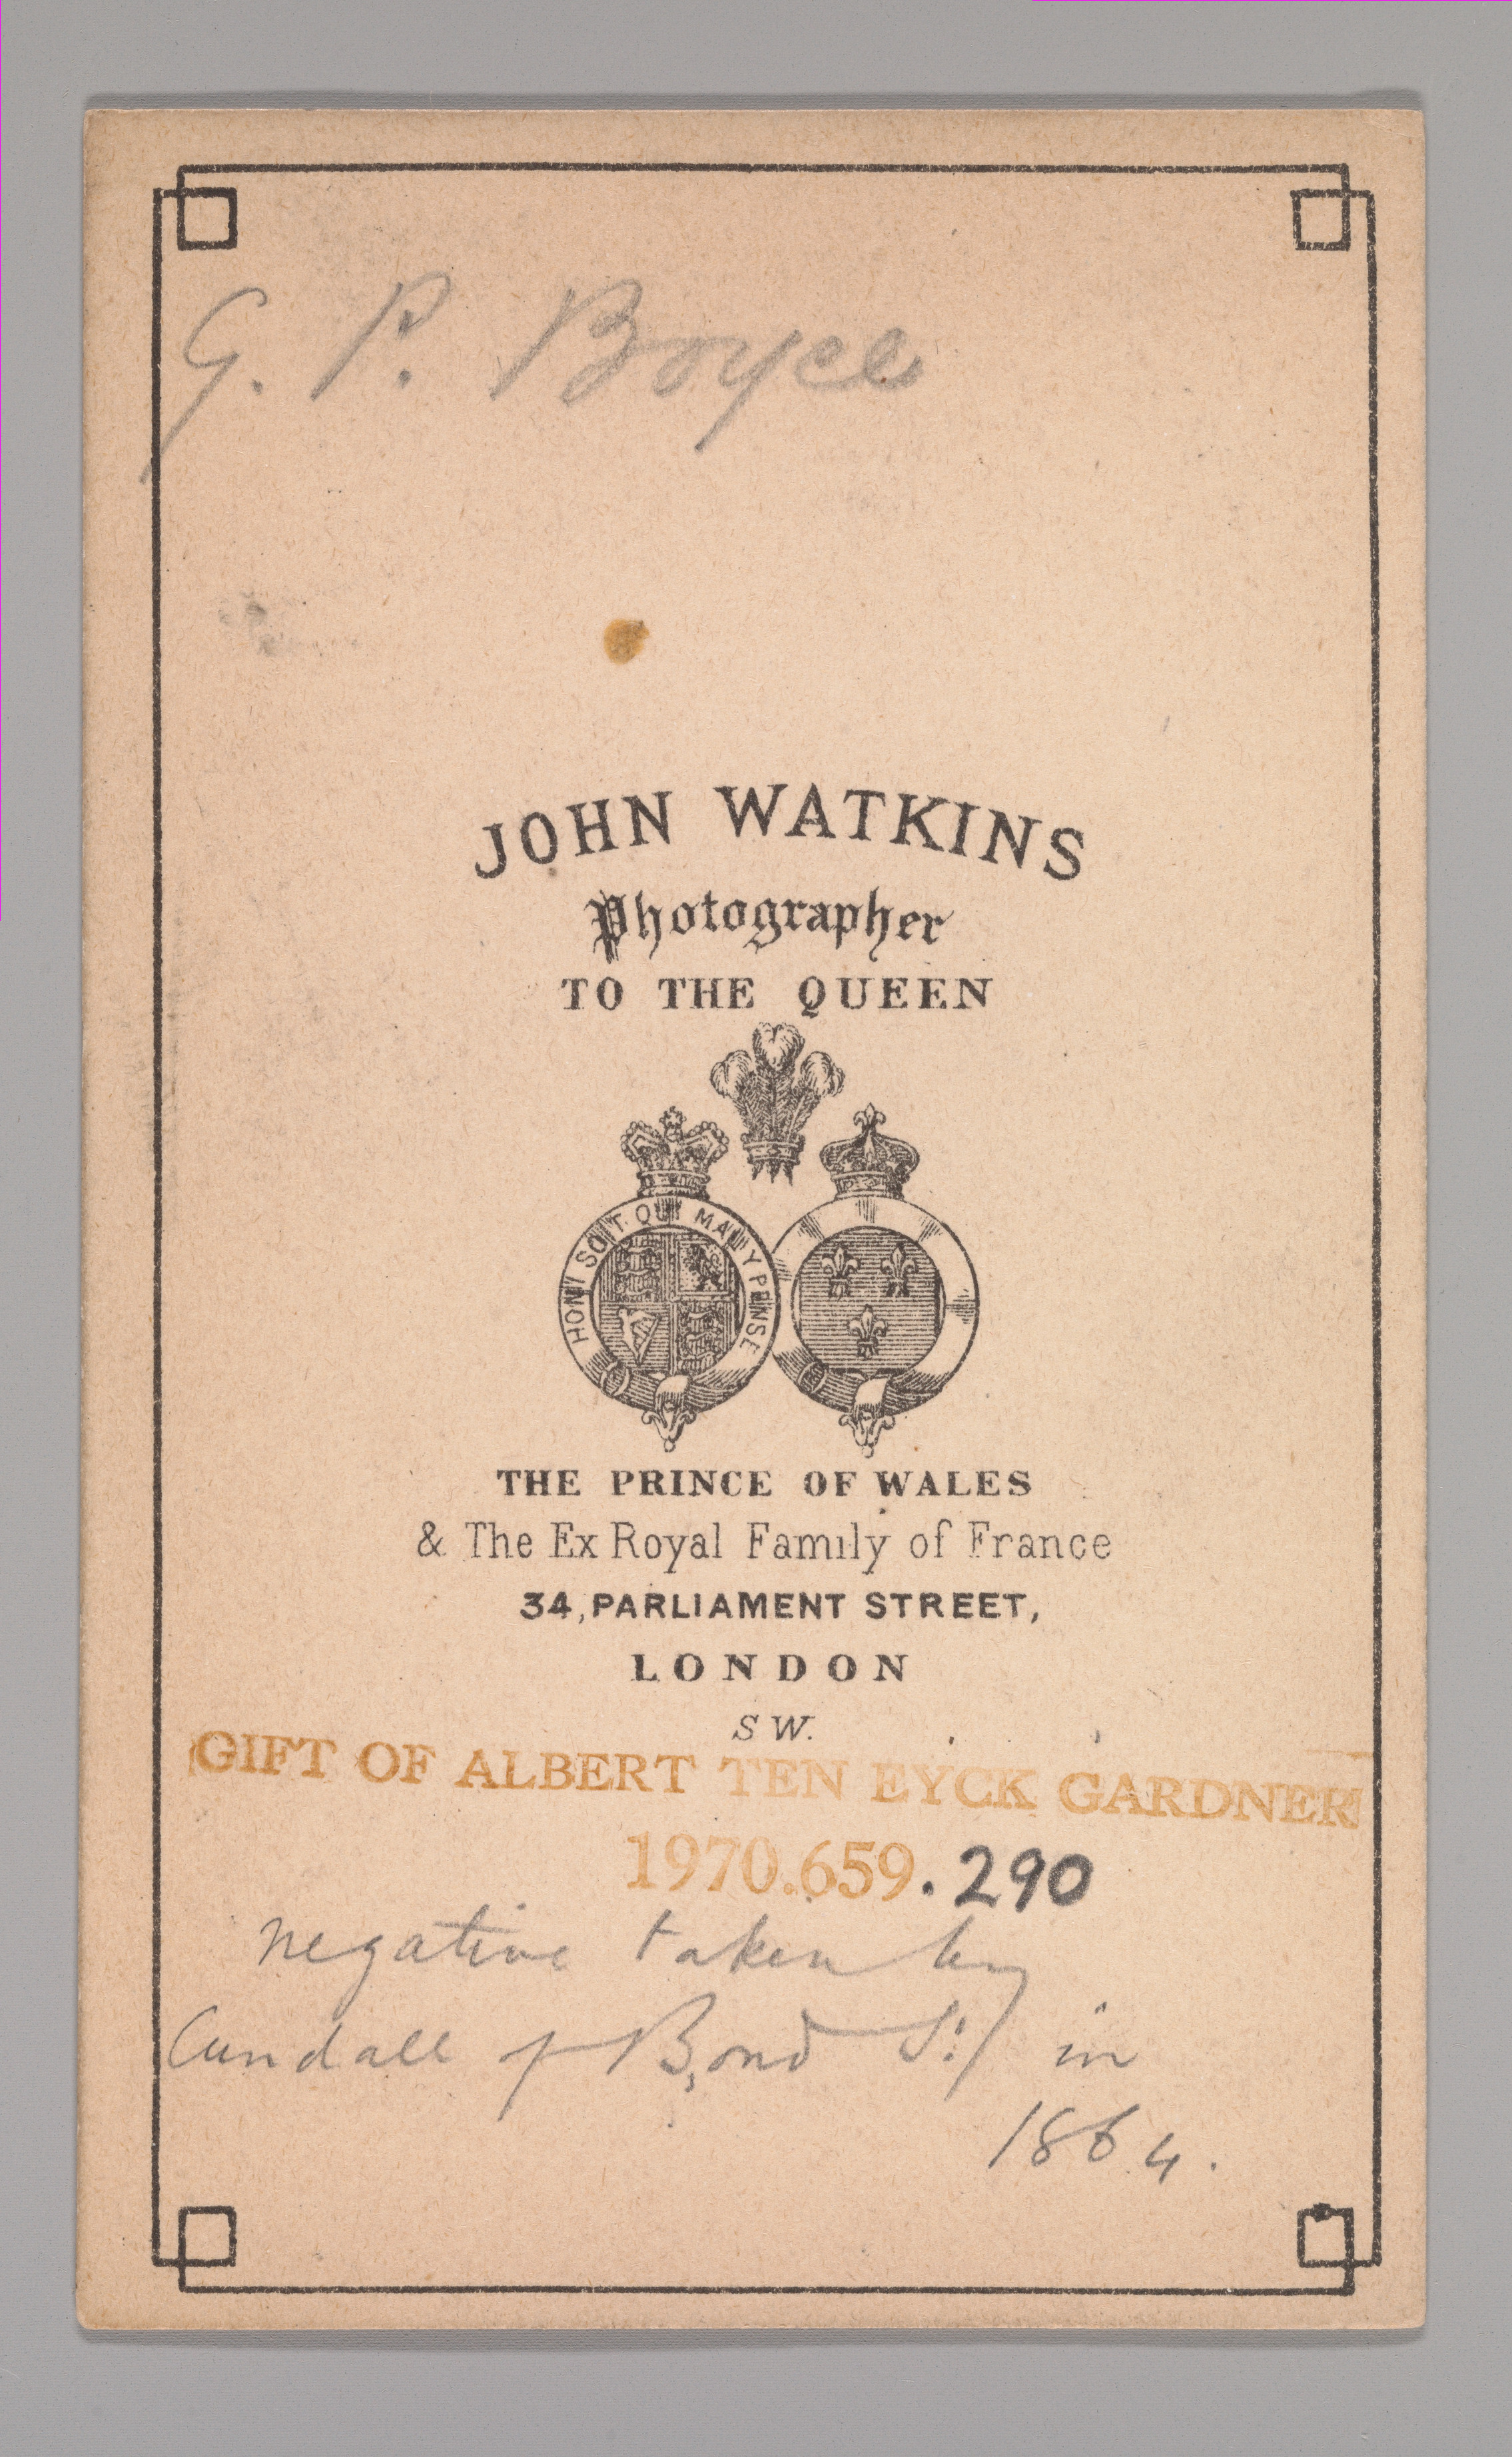 G. P. Boyce
JOHN WATKINS
Photographer
TO THE QUEEN
HONI SOIT QUI MAL Y PENSE
THE PRINCE OF WALES
& The Ex Royal Family of France
34, PARLIAMENT STREET,
LONDON
S W.
GIFT OF ALBERT TEN EYCK GARDNER
1970.659.290
negative taken by
Cundall of Bond St. in
1864.